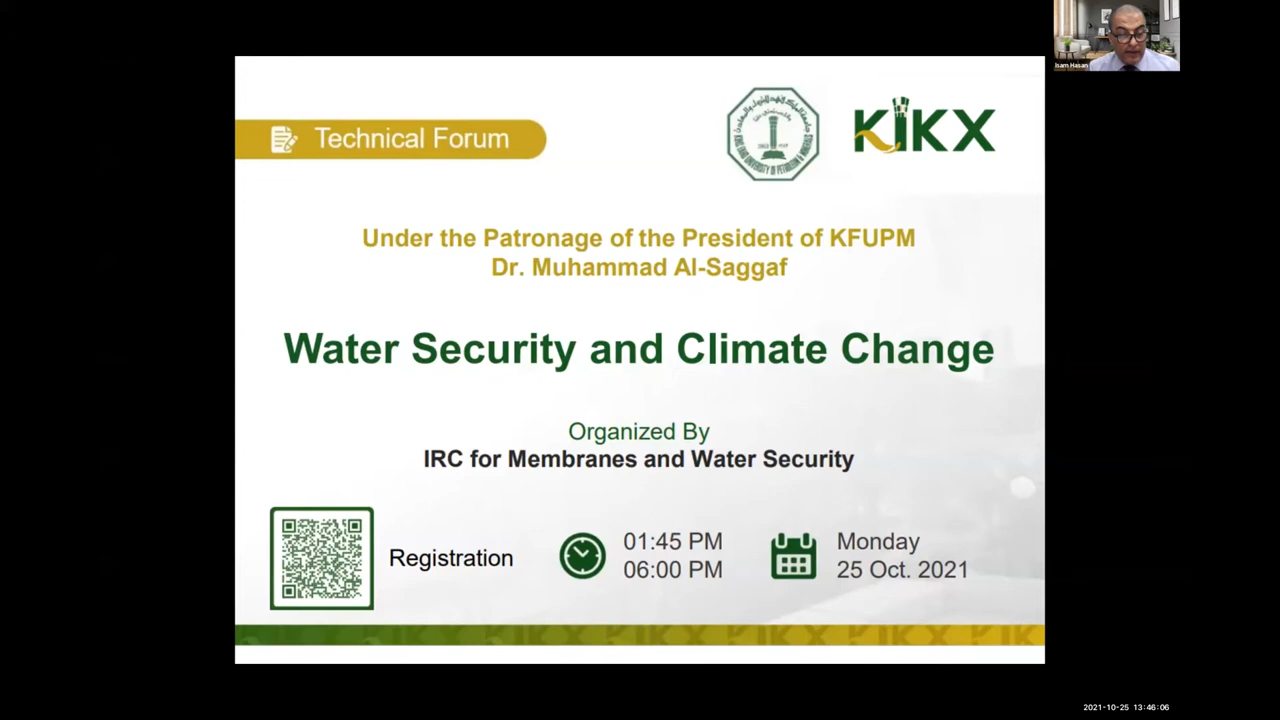 Isam Hasan
Technical Forum
KIKX
Under the Patronage of the President of KFUPM
Dr. Muhammad Al-Saggaf
Water Security and Climate Change
Organized By
IRC for Membranes and Water Security
Registration
01:45 PM
06:00 PM
Monday
25 Oct. 2021
2021-10-25 13:46:06